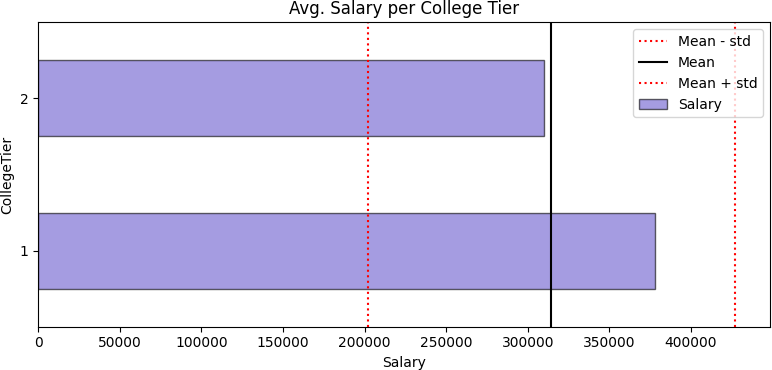 Avg. Salary per College Tier
Mean - std
Mean
Mean + std
Salary
CollegeTier
2
1
0 50000 100000 150000 200000 250000 300000 350000 400000
Salary